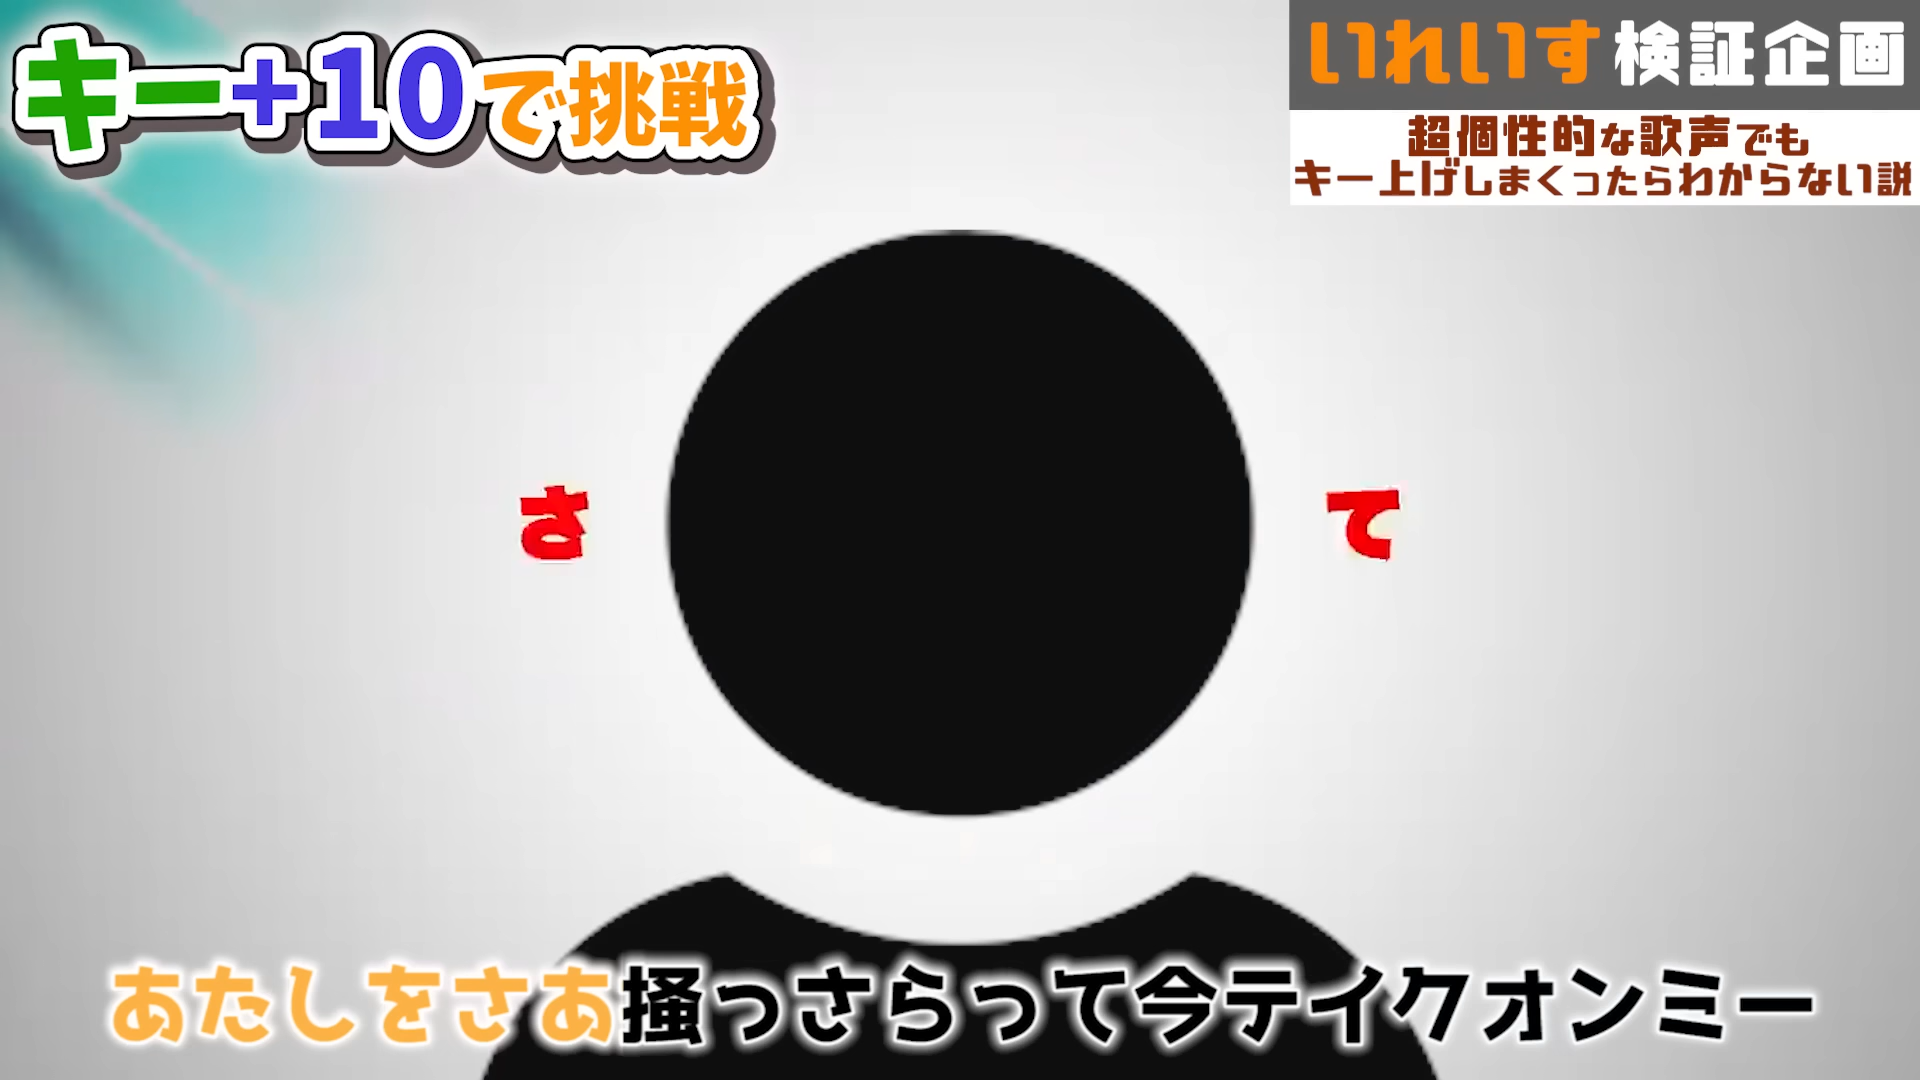 キー+10で挑戦
いれいす検証企画
超個性的な歌声でも
キー上げしまくったらわからない説
さ て
あたしをさあ掻っさらって今テイクオンミー